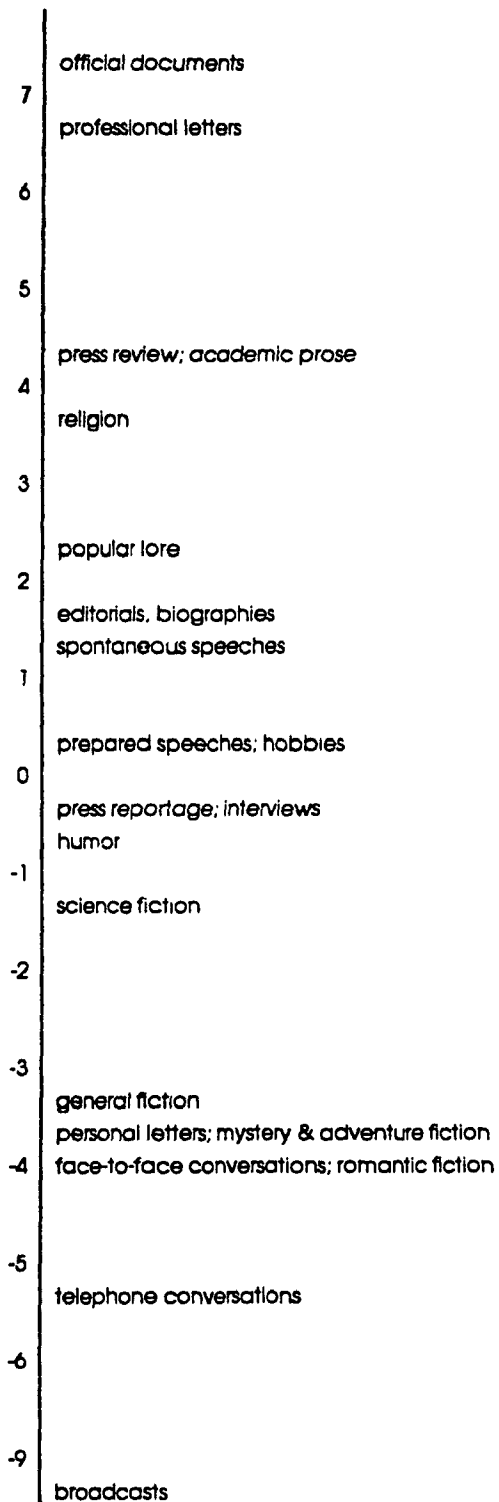 official documents
7
professional letters
6
5
press review; academic prose
4
religion
3
popular lore
2
editorials, biographies
spontaneous speeches
1
prepared speeches; hobbies
0
press reportage; interviews
humor
-1
science fiction
-2
-3
general fiction
personal letters; mystery & adventure fiction
-4 face-to-face conversations; romantic fiction
-5
telephone conversations
-6
-9
broadcasts